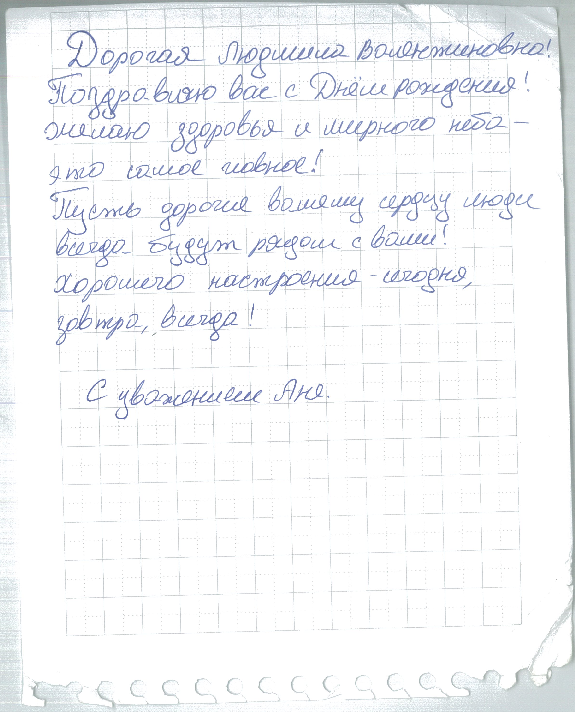 Дорогая Людмила Валентиновна!
Поздравляю вас с Днём рождения!
желаю здоровья и мирного неба –
это самое главное!
Пусть дорогие вашему сердцу люди
всегда будут рядом с вами!
Хорошего настроения - сегодня,
завтра, всегда!
С уважением Аня.